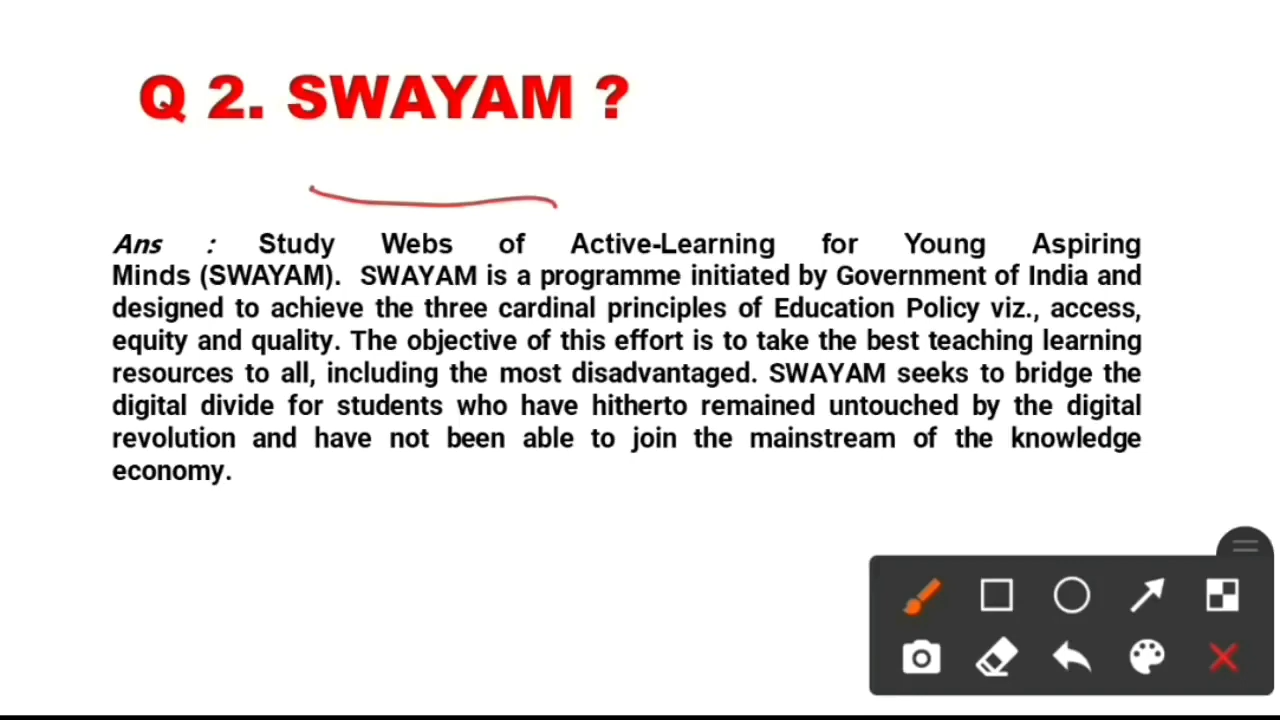 Q 2. SWAYAM ?
Ans : Study Webs of Active-Learning for Young Aspiring
Minds (SWAYAM). SWAYAM is a programme initiated by Government of India and
designed to achieve the three cardinal principles of Education Policy viz., access,
equity and quality. The objective of this effort is to take the best teaching learning
resources to all, including the most disadvantaged. SWAYAM seeks to bridge the
digital divide for students who have hitherto remained untouched by the digital
revolution and have not been able to join the mainstream of the knowledge
economy.